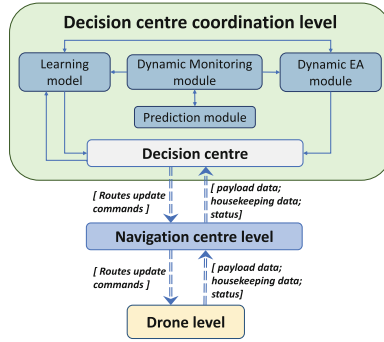 Decision centre coordination level
Learning
model
Dynamic Monitoring
module
Dynamic EA
module
Prediction module
Decision centre
[ Routes update
commands ]
[ payload data;
housekeeping data;
status]
Navigation centre level
[ Routes update
commands ]
[ payload data;
housekeeping data;
status]
Drone level